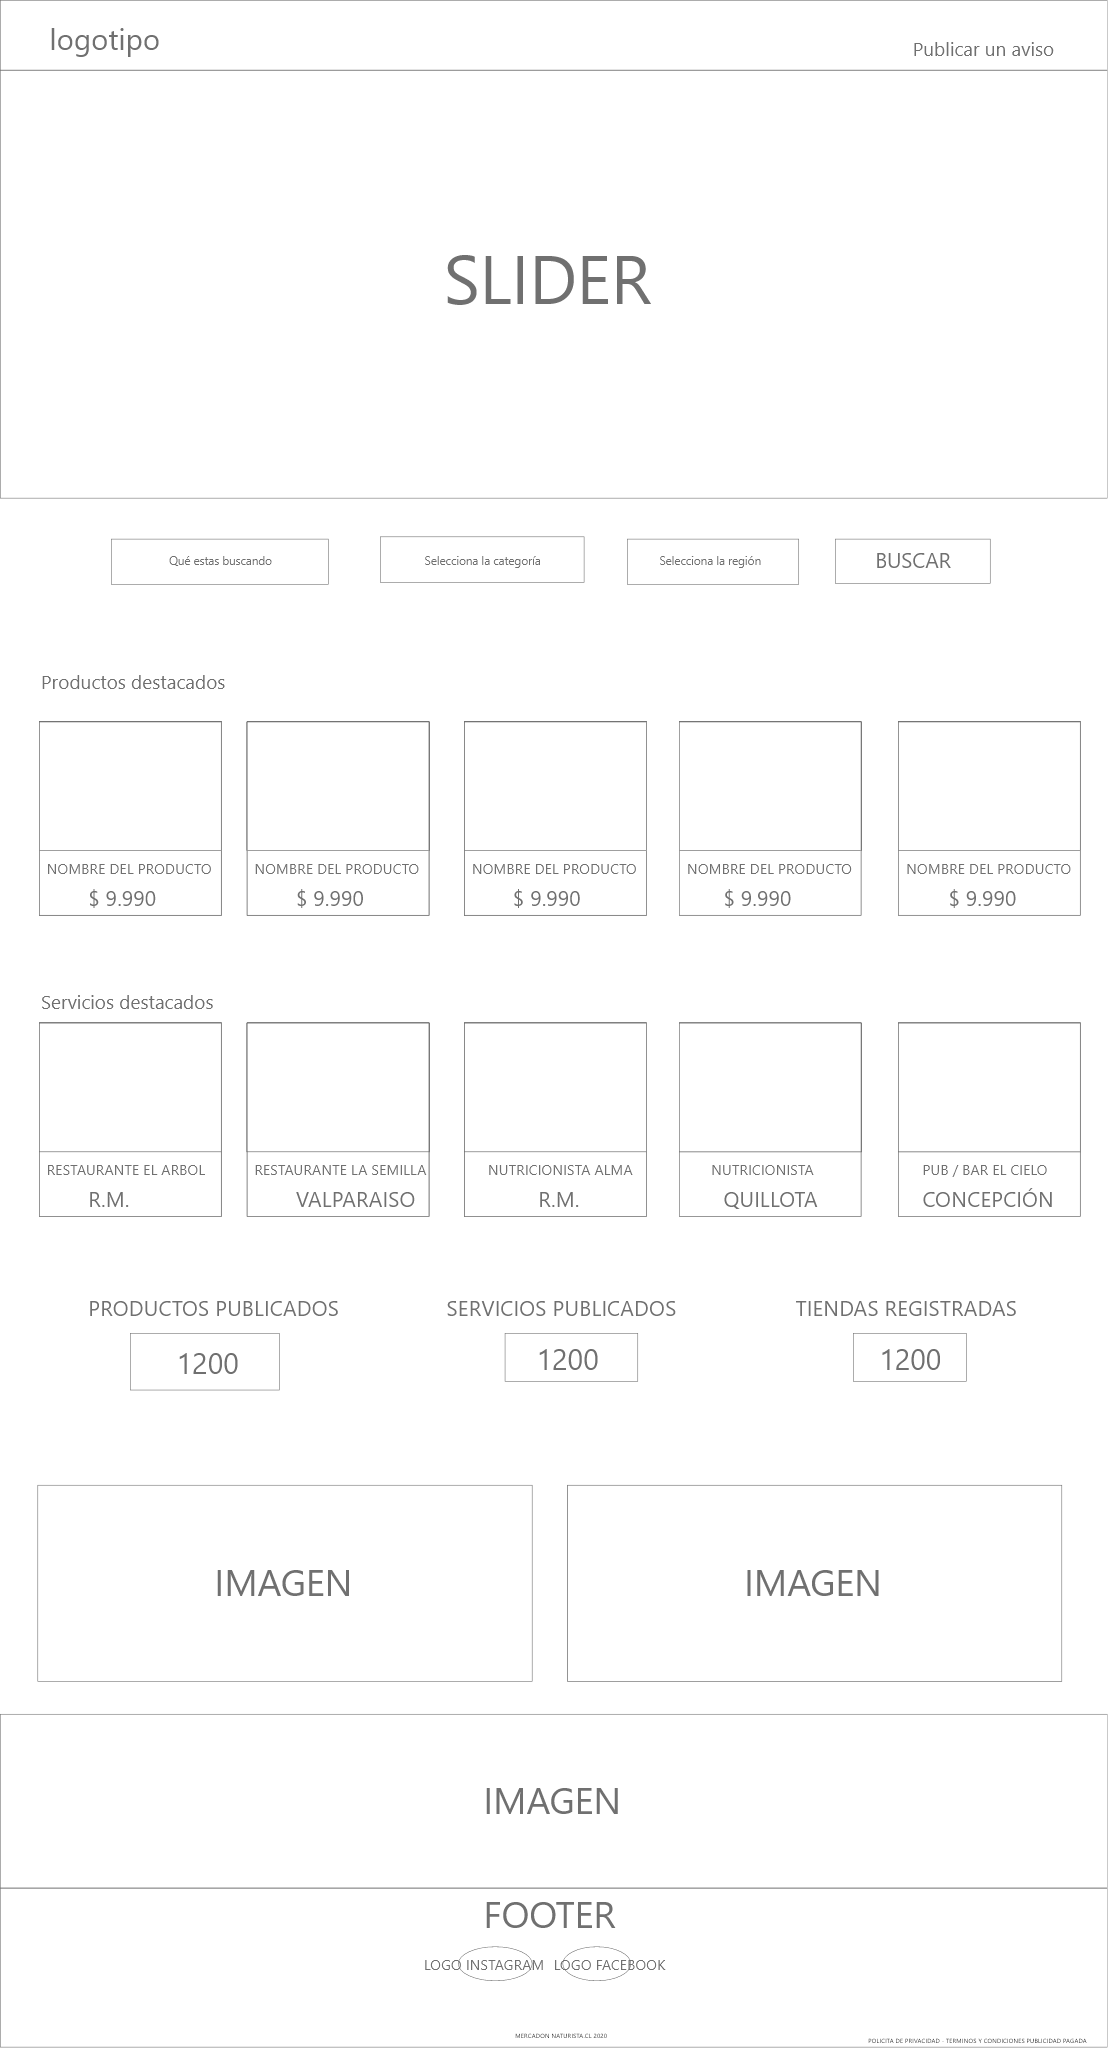 logotipo
Publicar un aviso
SLIDER
Qué estas buscando
Selecciona la categoría
Selecciona la región
BUSCAR
Productos destacados
NOMBRE DEL PRODUCTO
$ 9.990
NOMBRE DEL PRODUCTO
$ 9.990
NOMBRE DEL PRODUCTO
$ 9.990
NOMBRE DEL PRODUCTO
$ 9.990
NOMBRE DEL PRODUCTO
$ 9.990
Servicios destacados
RESTAURANTE EL ARBOL
R.M.
RESTAURANTE LA SEMILLA
VALPARAISO
NUTRICIONISTA ALMA
R.M.
NUTRICIONISTA
QUILLOTA
PUB / BAR EL CIELO
CONCEPCIÓN
PRODUCTOS PUBLICADOS
1200
SERVICIOS PUBLICADOS
1200
TIENDAS REGISTRADAS
1200
IMAGEN
IMAGEN
IMAGEN
FOOTER
LOGO INSTAGRAM
LOGO FACEBOOK
MERCADON NATURISTA.CL 2020
POLICITA DE PRIVACIDAD - TERMINOS Y CONDICIONES PUBLICIDAD PAGADA